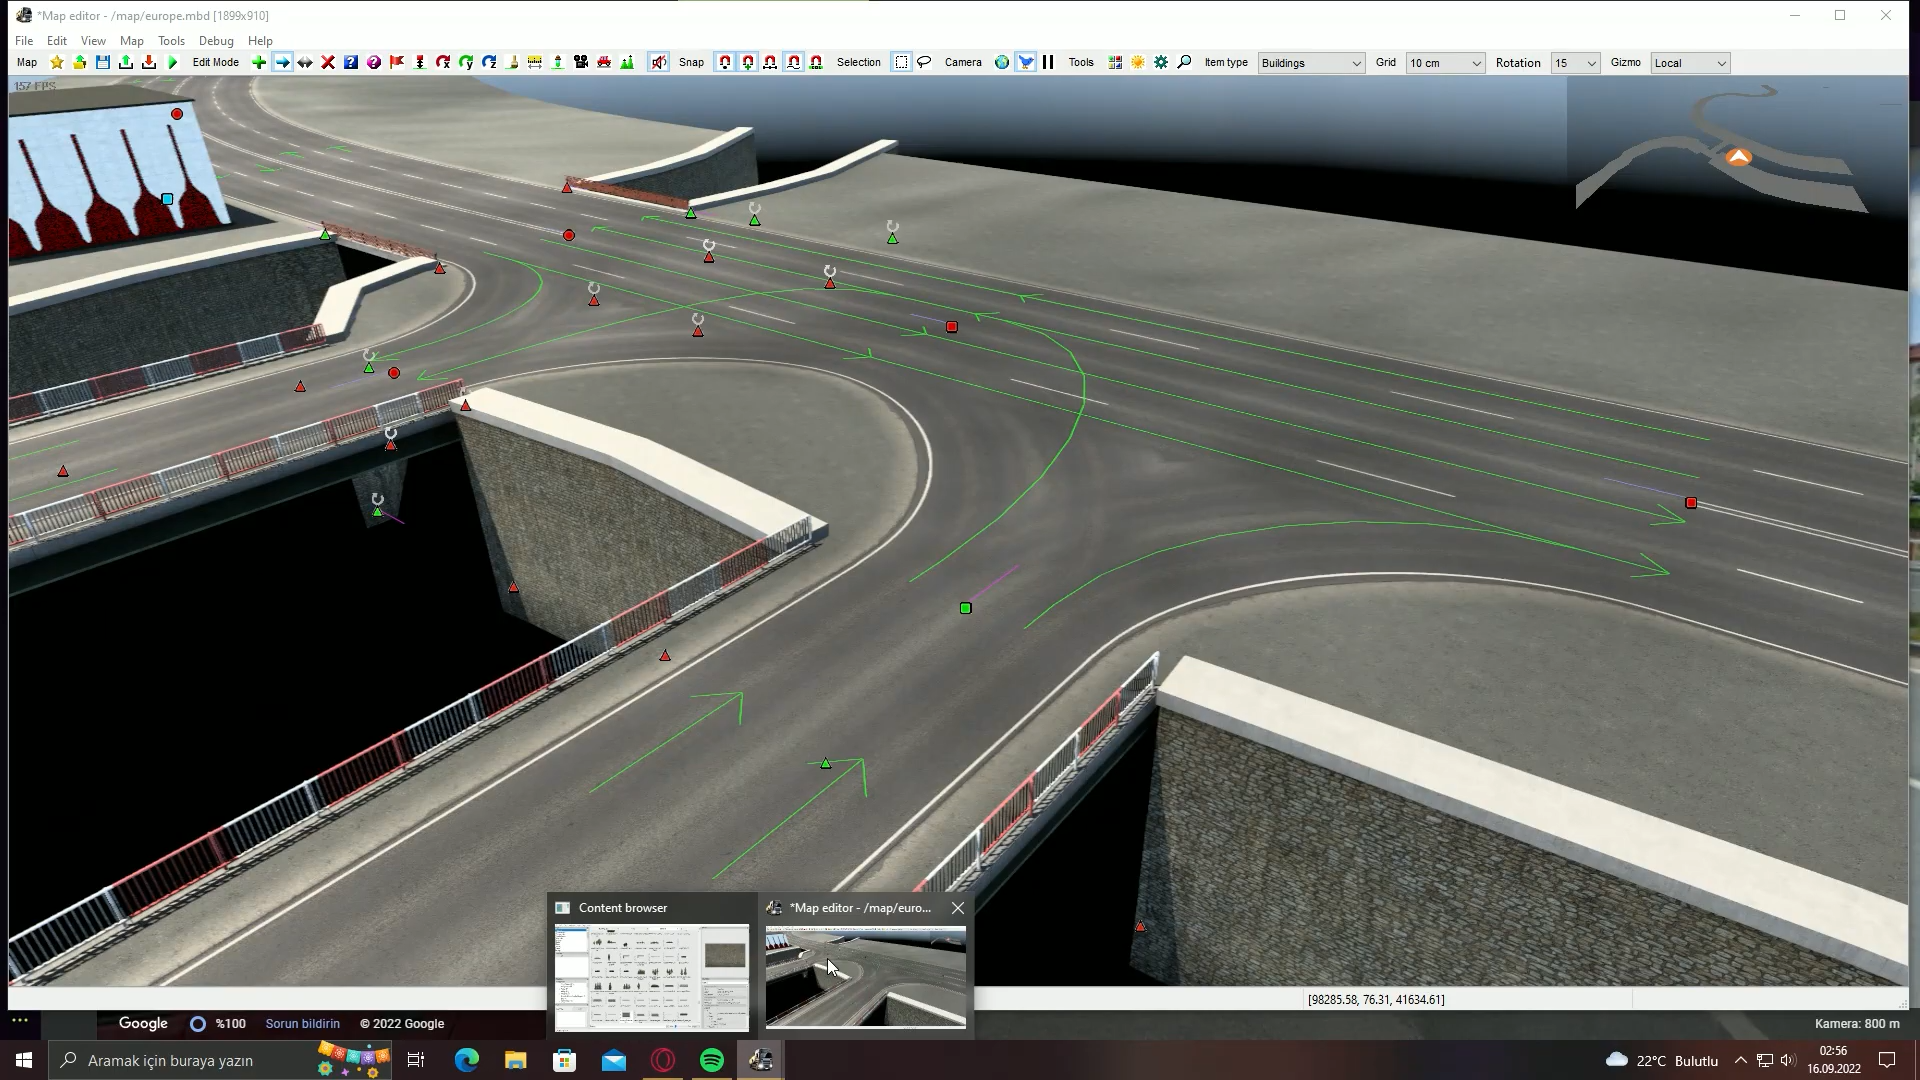 *Map editor - /map/europe.mbd [1899x910]
File Edit View Map Tools Debug Help
Map Edit Mode Snap Selection Camera Tools Item type Buildings Grid 10 cm Rotation 15 Gizmo Local
157 FPS
Content browser
*Map editor - /map/euro...
[98285.58, 76.31, 41634.61]
Google %100 Sorun bildirin © 2022 Google Kamera: 800 m
Aramak için buraya yazın
22°C Bulutlu
02:56
16.09.2022